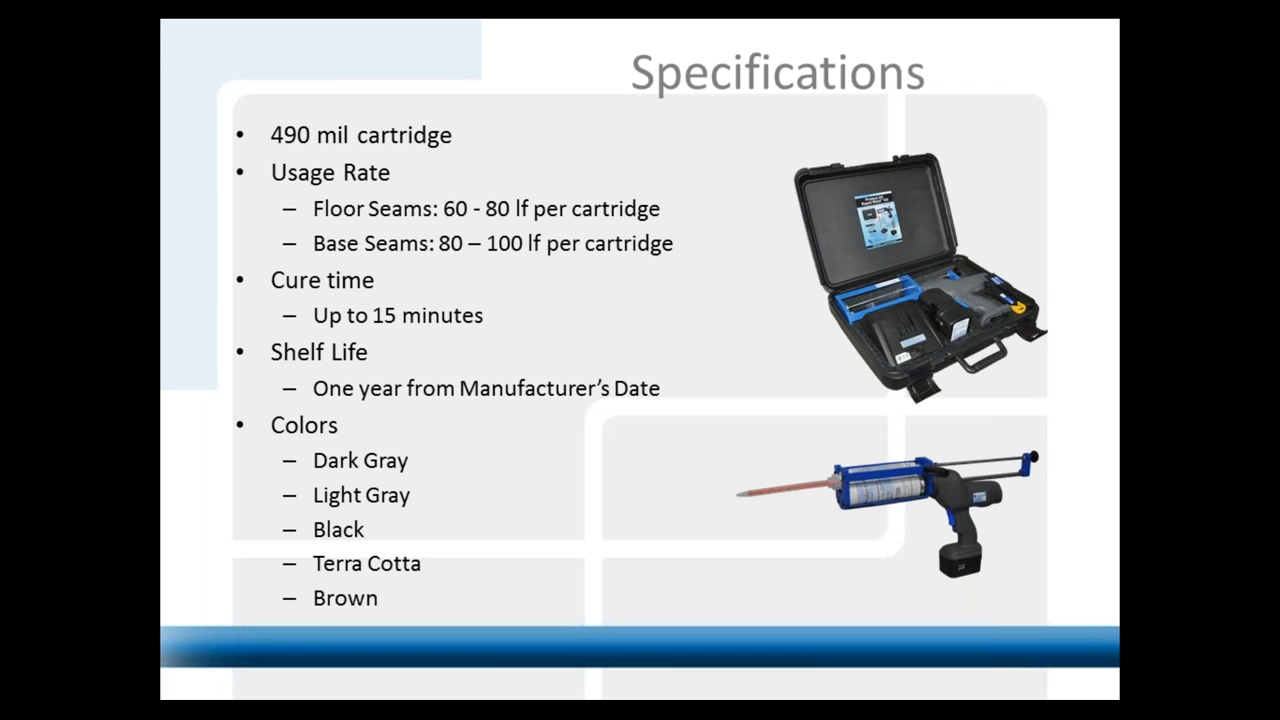 Specifications
• 490 mil cartridge
• Usage Rate
– Floor Seams: 60 - 80 lf per cartridge
– Base Seams: 80 – 100 lf per cartridge
• Cure time
– Up to 15 minutes
• Shelf Life
– One year from Manufacturer's Date
• Colors
– Dark Gray
– Light Gray
– Black
– Terra Cotta
– Brown